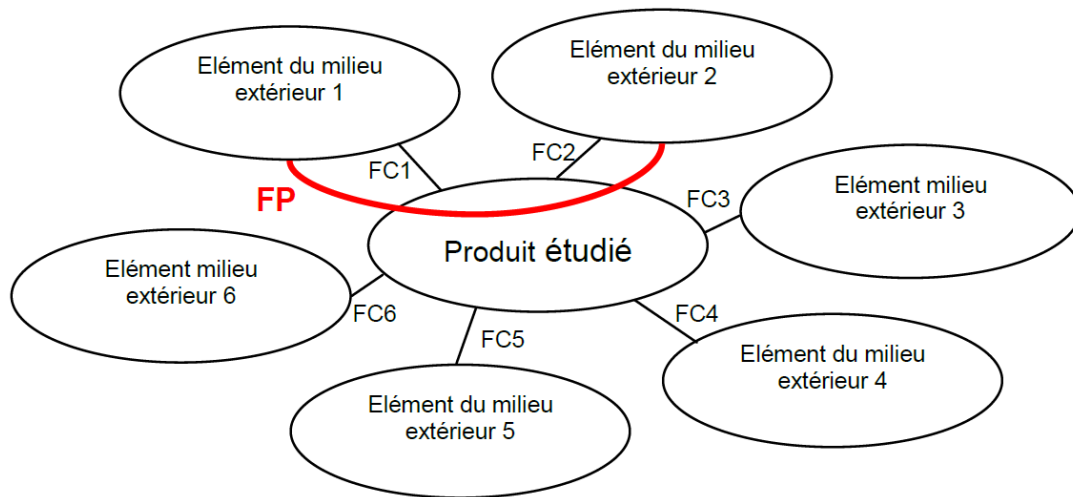 Elément du milieu
extérieur 1
Elément du milieu
extérieur 2
FC1
FC2
FP
FC3
Elément milieu
extérieur 3
Produit étudié
Elément milieu
extérieur 6
FC6
FC5
FC4
Elément du milieu
extérieur 4
Elément du milieu
extérieur 5